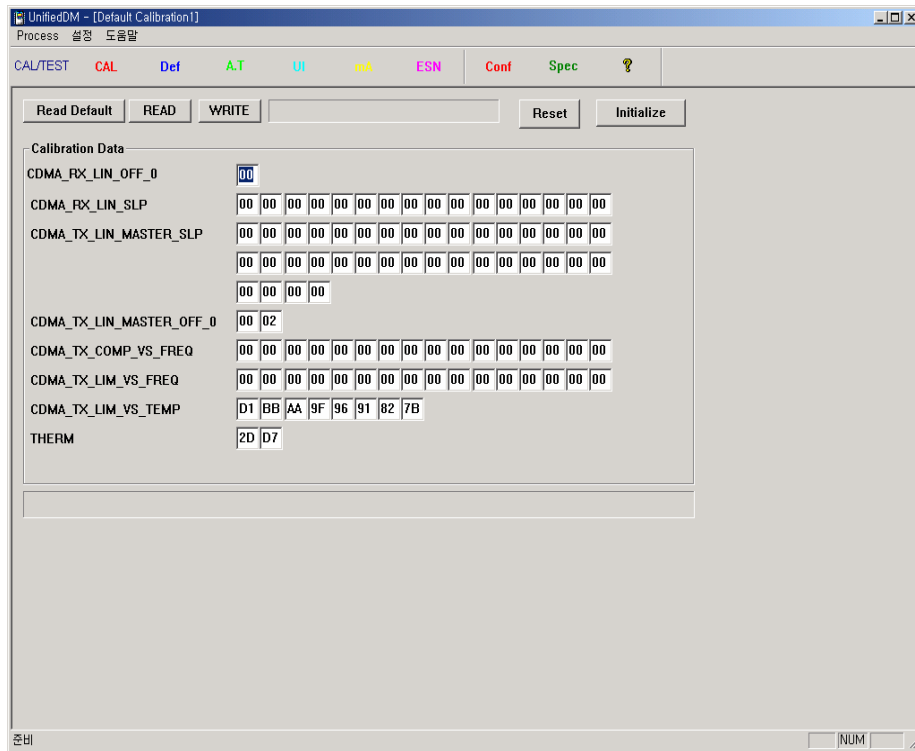 UnifiedDM - [Default Calibration1]
Process 설정 도움말
CAL/TEST CAL Def A.T UI mA ESN Conf Spec ?
Read Default READ WRITE Reset Initialize
Calibration Data
CDMA_RX_LIN_OFF_0 00
CDMA_RX_LIN_SLP 00 00 00 00 00 00 00 00 00 00 00 00 00 00 00 00
CDMA_TX_LIN_MASTER_SLP 00 00 00 00 00 00 00 00 00 00 00 00 00 00 00 00
00 00 00 00 00 00 00 00 00 00 00 00 00 00 00 00
00 00 00 00
CDMA_TX_LIN_MASTER_OFF_0 00 02
CDMA_TX_COMP_VS_FREQ 00 00 00 00 00 00 00 00 00 00 00 00 00 00 00 00
CDMA_TX_LIM_VS_FREQ 00 00 00 00 00 00 00 00 00 00 00 00 00 00 00 00
CDMA_TX_LIM_VS_TEMP D1 BB AA 9F 96 91 82 7B
THERM 2D D7
준비 NUM